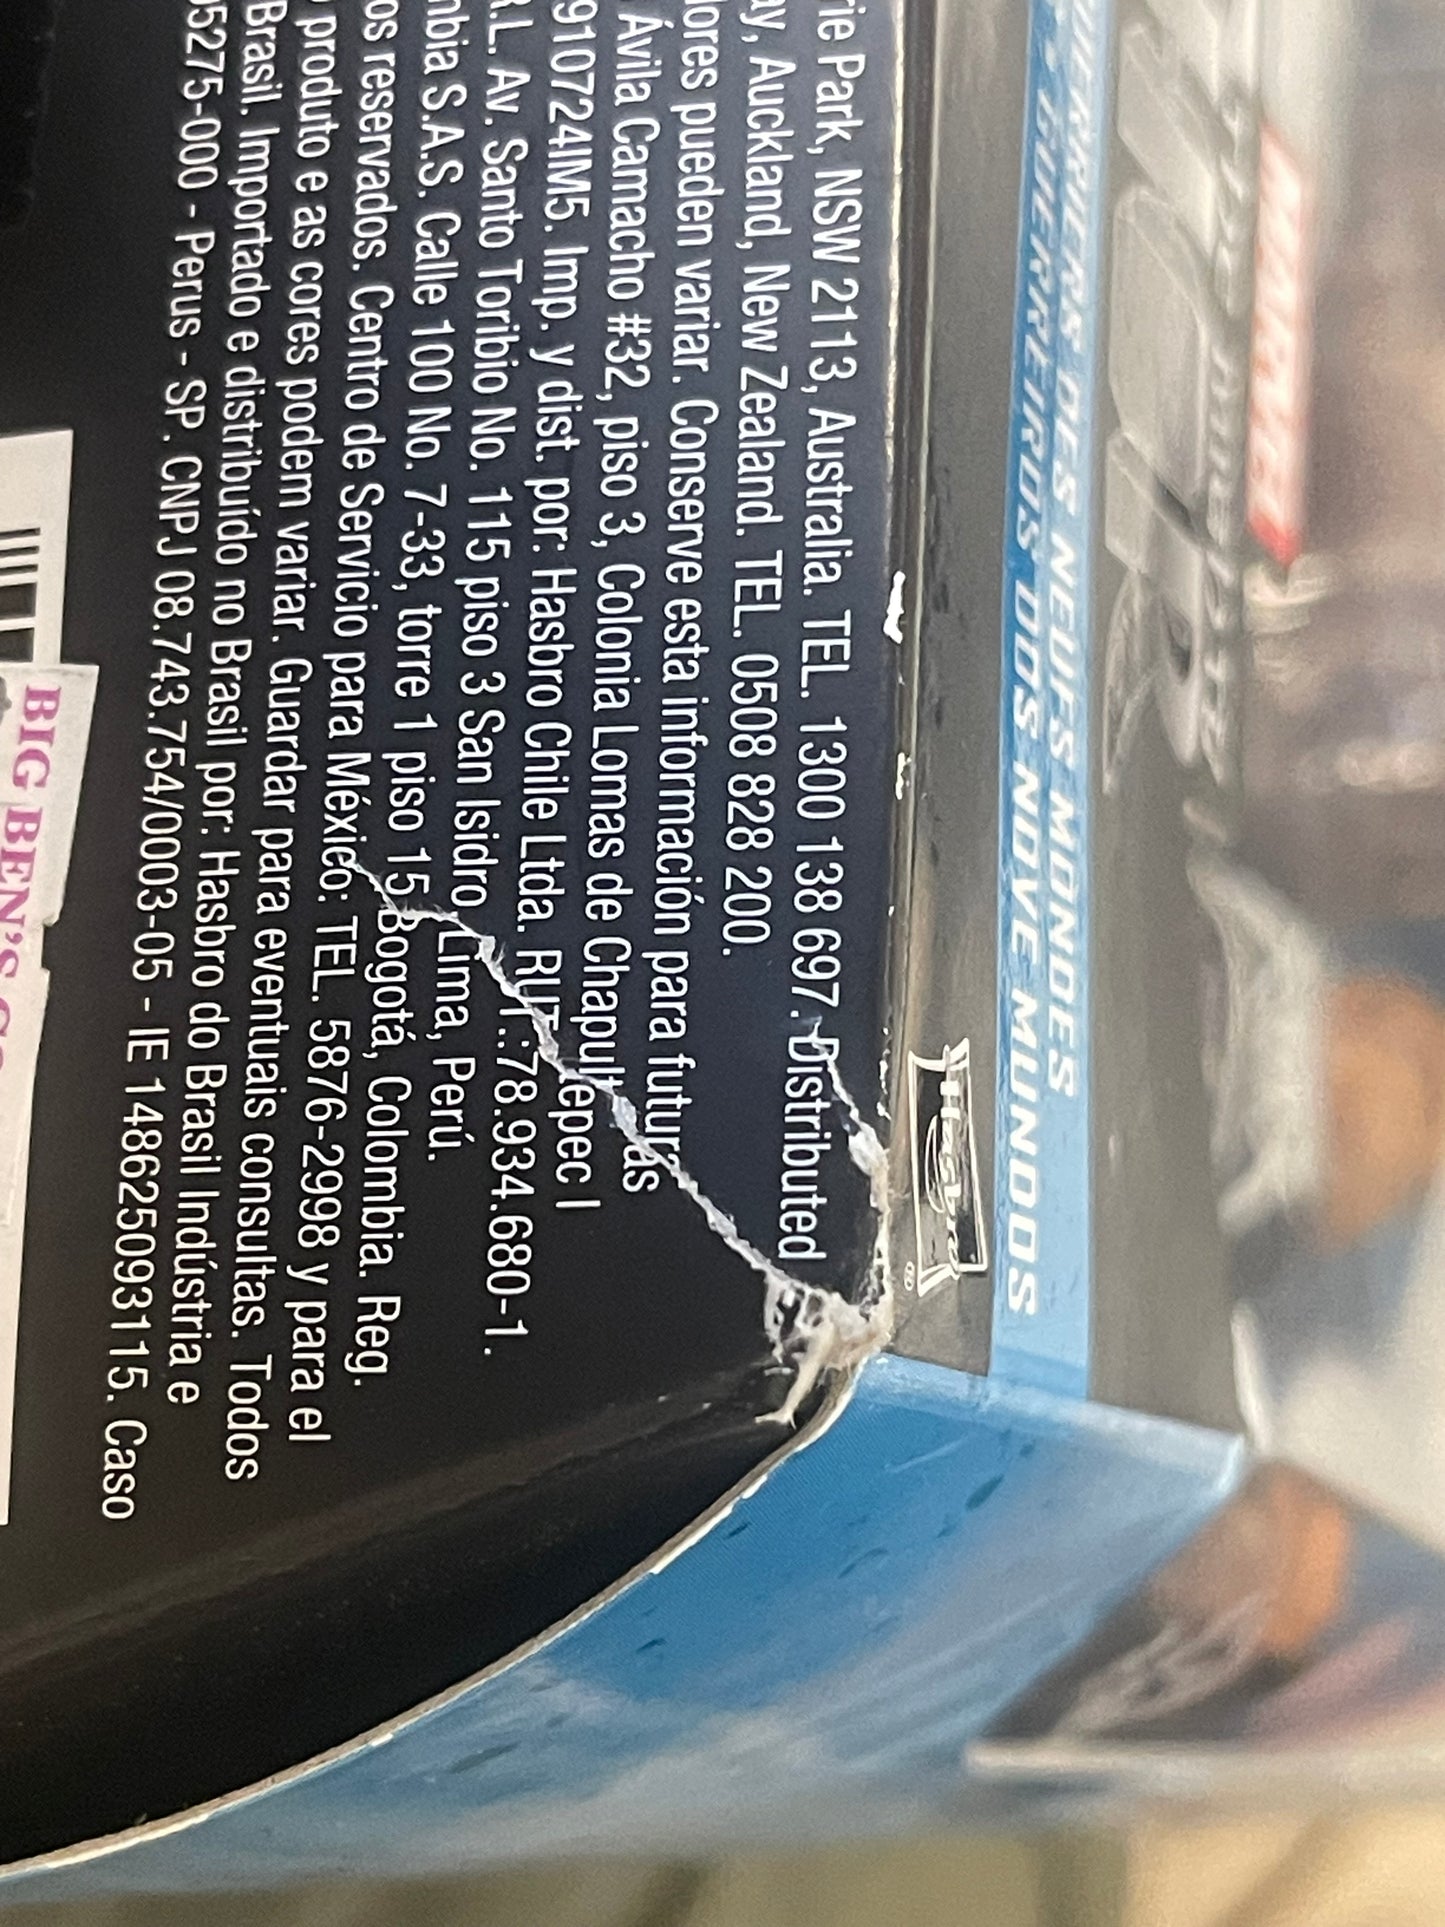 rie Park, NSW 2113, Australia. TEL. 1300 138 697. Distributed
ay, Auckland, New Zealand. TEL. 0508 828 200.
lores pueden variar. Conserve esta información para futuras
Ávila Camacho #32, piso 3, Colonia Lomas de Chapultepec I
910724IM5. Imp. y dist. por: Hasbro Chile Ltda. RUT.:78.934.680-1.
R.L. Av. Santo Toribio No. 115 piso 3 San Isidro, Lima, Perú.
mbia S.A.S. Calle 100 No. 7-33, torre 1 piso 15 Bogotá, Colombia. Reg.
os reservados. Centro de Servicio para México: TEL. 5876-2998 y para el
produto e as cores podem variar. Guardar para eventuais consultas. Todos
Brasil. Importado e distribuído no Brasil por: Hasbro do Brasil Indústria e
05275-000 - Perus - SP. CNPJ 08.743.754/0003-05 - IE 148625093115. Caso
BIG BEN'S CO
GUERRIERS DES NEUFS MONDES
GUERREIROS DOS NOVE MUNDOS
Hasbro®
MARVEL